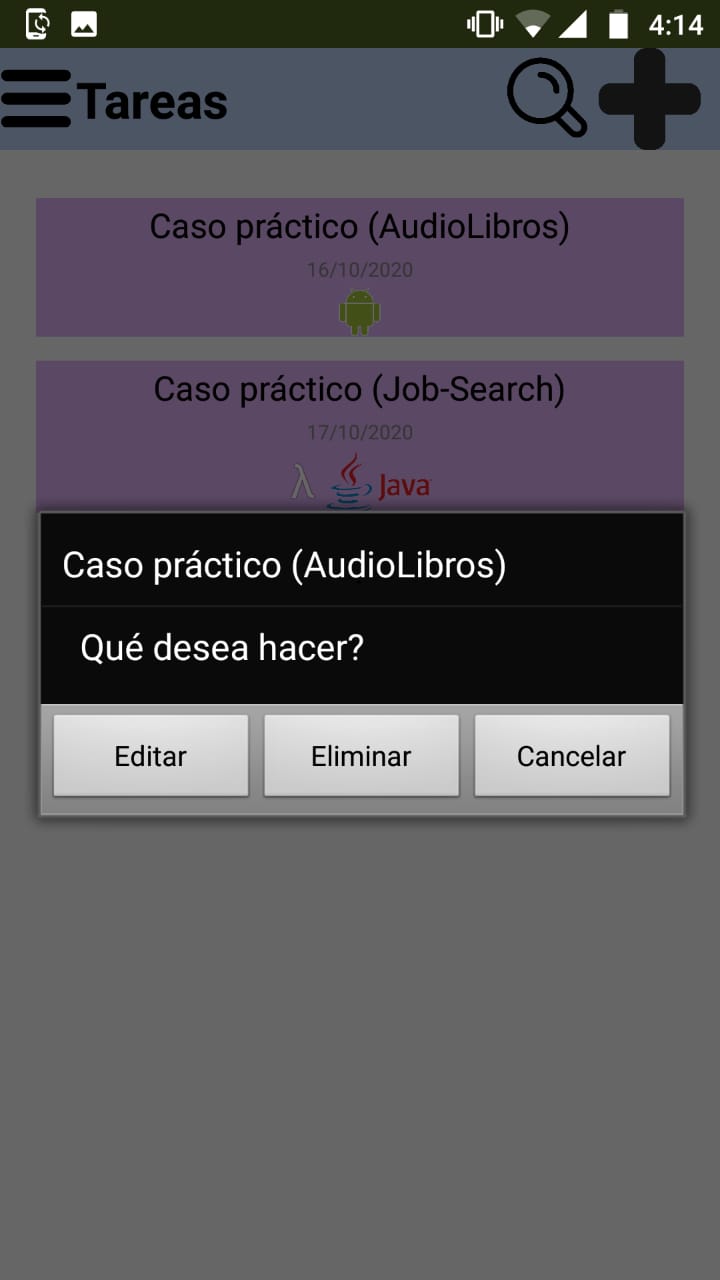 4:14
Tareas
Caso práctico (AudioLibros)
16/10/2020
Caso práctico (Job-Search)
17/10/2020
λ Java
Caso práctico (AudioLibros)
Qué desea hacer?
Editar Eliminar Cancelar